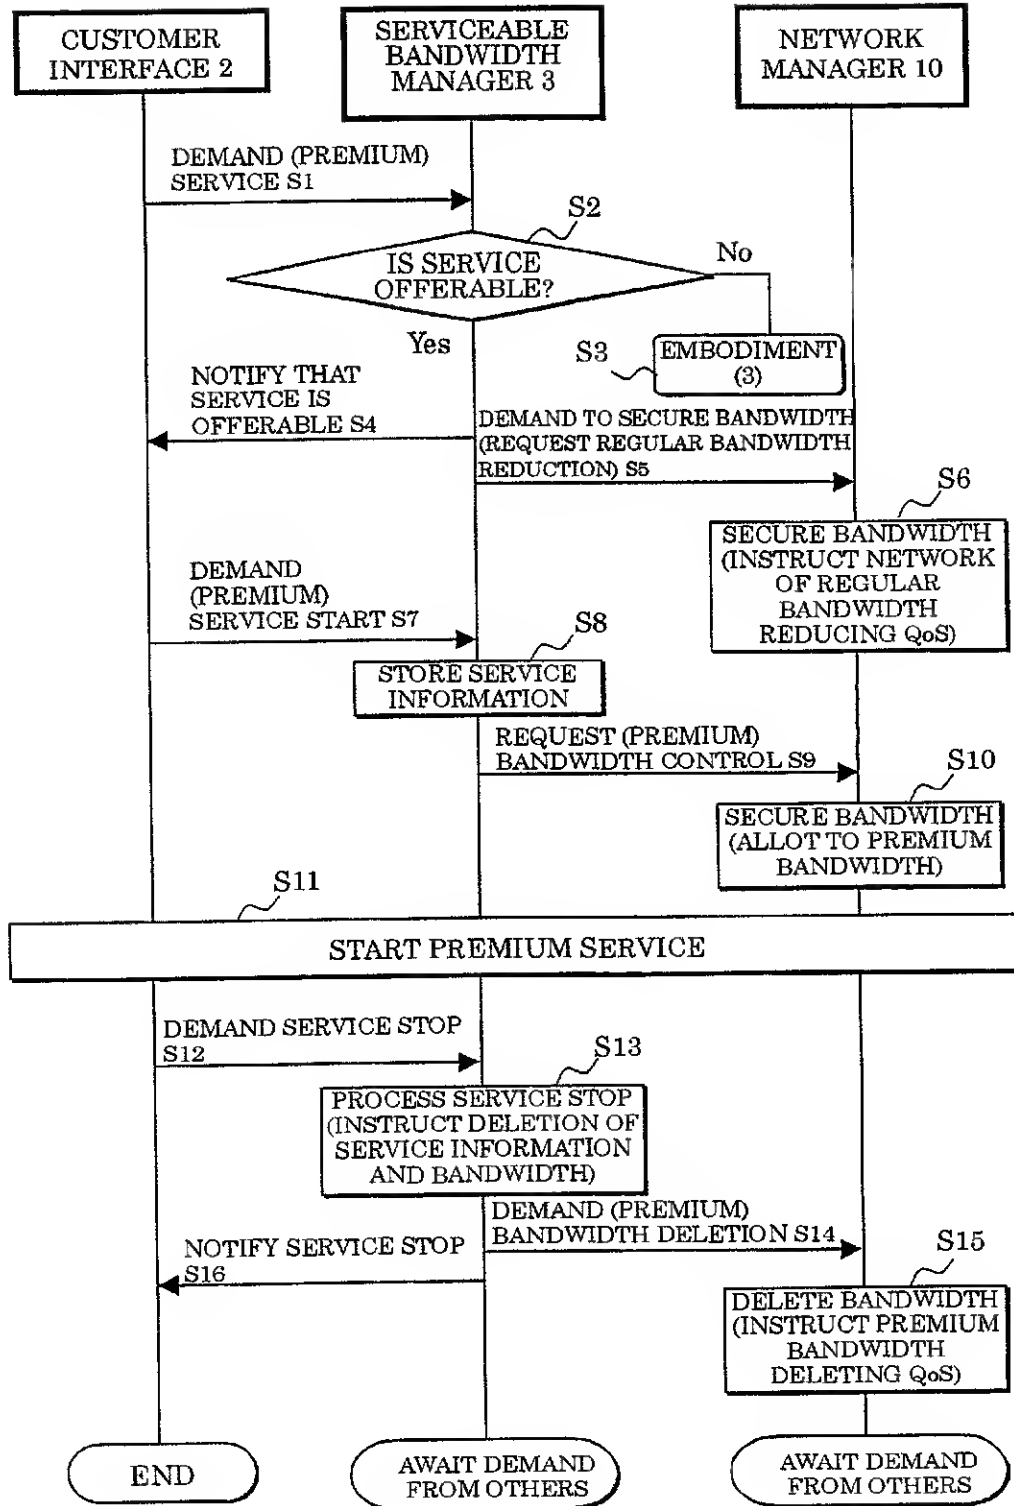 CUSTOMER
INTERFACE 2
SERVICEABLE
BANDWIDTH
MANAGER 3
NETWORK
MANAGER 10
DEMAND (PREMIUM)
SERVICE S1
S2
IS SERVICE
OFFERABLE?
No
Yes
S3
EMBODIMENT
(3)
NOTIFY THAT
SERVICE IS
OFFERABLE S4
DEMAND TO SECURE BANDWIDTH
(REQUEST REGULAR BANDWIDTH
REDUCTION) S5
S6
SECURE BANDWIDTH
(INSTRUCT NETWORK
OF REGULAR
BANDWIDTH
REDUCING QoS)
DEMAND
(PREMIUM)
SERVICE START S7
S8
STORE SERVICE
INFORMATION
REQUEST (PREMIUM)
BANDWIDTH CONTROL S9
S10
SECURE BANDWIDTH
(ALLOT TO PREMIUM
BANDWIDTH)
S11
START PREMIUM SERVICE
DEMAND SERVICE STOP
S12
S13
PROCESS SERVICE STOP
(INSTRUCT DELETION OF
SERVICE INFORMATION
AND BANDWIDTH)
DEMAND (PREMIUM)
BANDWIDTH DELETION S14
NOTIFY SERVICE STOP
S16
S15
DELETE BANDWIDTH
(INSTRUCT PREMIUM
BANDWIDTH
DELETING QoS)
END
AWAIT DEMAND
FROM OTHERS
AWAIT DEMAND
FROM OTHERS